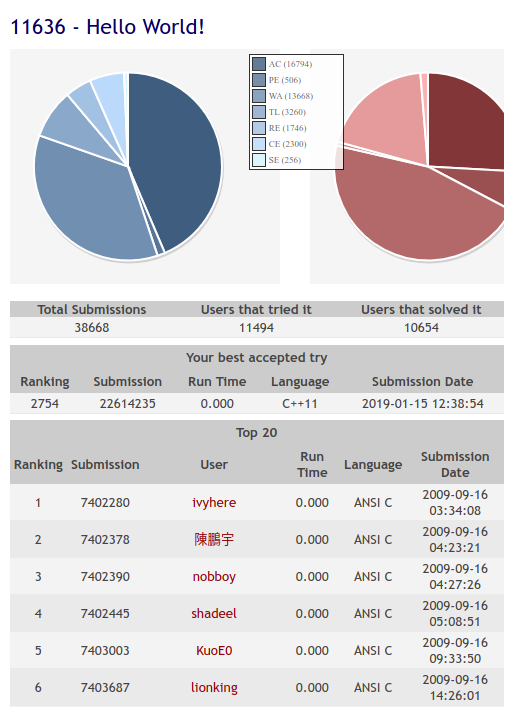 11636 - Hello World!
AC (16794)
PE (506)
WA (13668)
TL (3260)
RE (1746)
CE (2300)
SE (256)
Total Submissions Users that tried it Users that solved it
38668 11494 10654
Your best accepted try
Ranking Submission Run Time Language Submission Date
2754 22614235 0.000 C++11 2019-01-15 12:38:54
Top 20
Ranking Submission User Run Time Language Submission Date
1 7402280 ivyhere 0.000 ANSI C 2009-09-16 03:34:08
2 7402378 陳鵬宇 0.000 ANSI C 2009-09-16 04:23:21
3 7402390 nobboy 0.000 ANSI C 2009-09-16 04:27:26
4 7402445 shadeel 0.000 ANSI C 2009-09-16 05:08:51
5 7403003 KuoE0 0.000 ANSI C 2009-09-16 09:33:50
6 7403687 lionking 0.000 ANSI C 2009-09-16 14:26:01